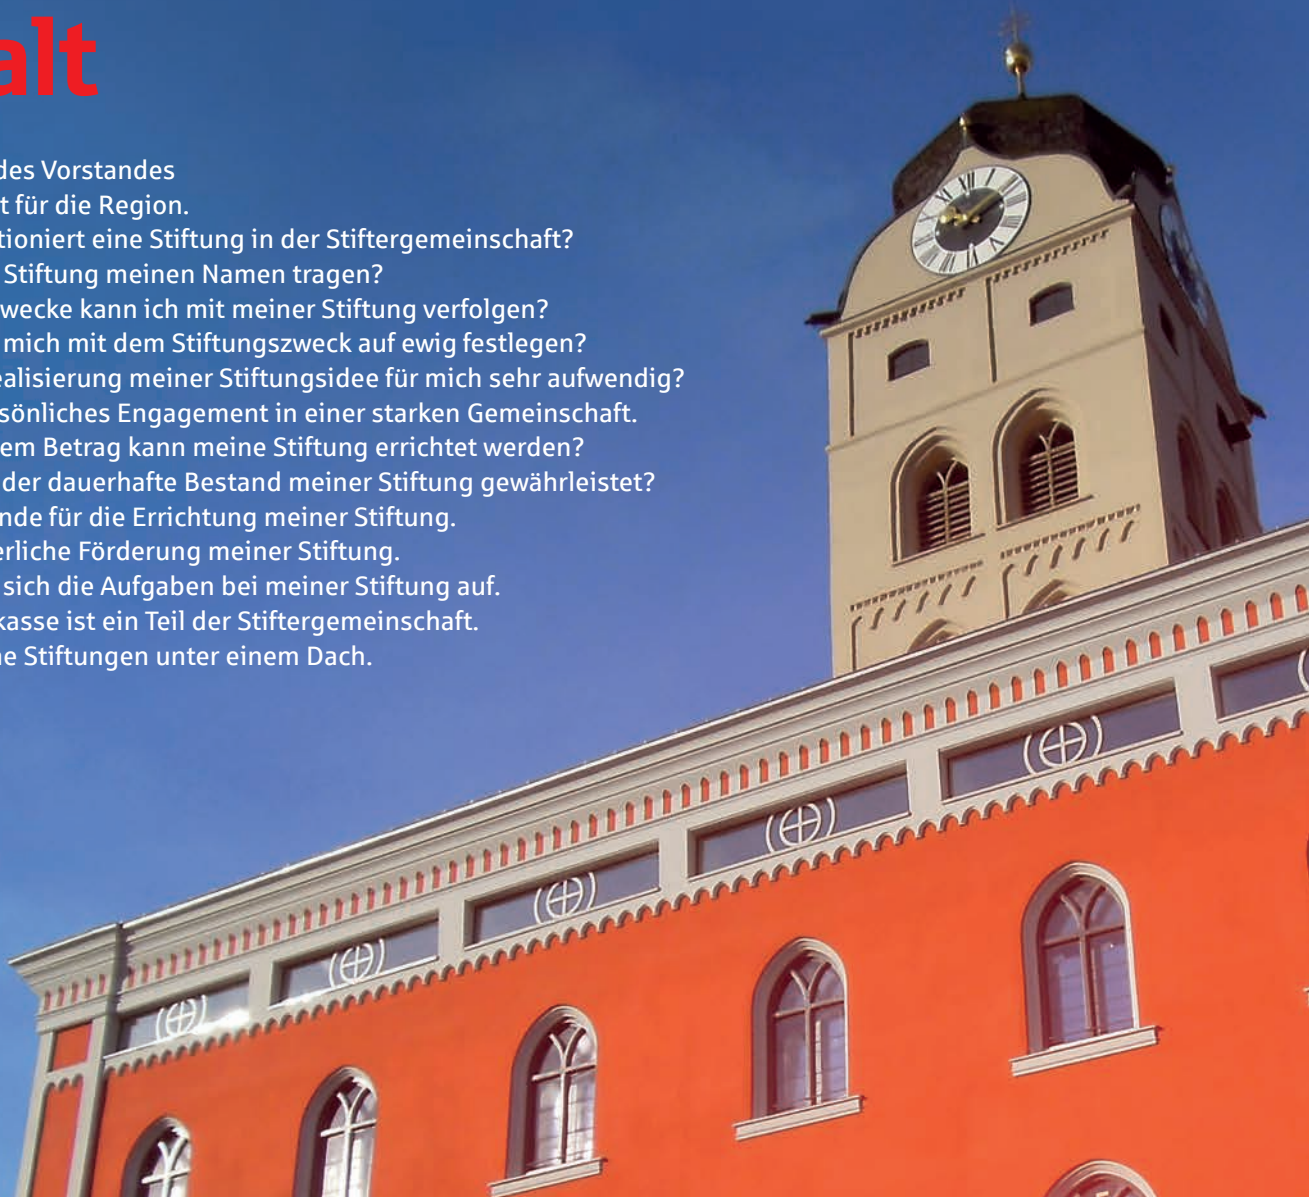 alt
des Vorstandes
t für die Region.
tioniert eine Stiftung in der Stiftergemeinschaft?
Stiftung meinen Namen tragen?
wecke kann ich mit meiner Stiftung verfolgen?
mich mit dem Stiftungszweck auf ewig festlegen?
ealisierung meiner Stiftungsidee für mich sehr aufwendig?
sönliches Engagement in einer starken Gemeinschaft.
em Betrag kann meine Stiftung errichtet werden?
der dauerhafte Bestand meiner Stiftung gewährleistet?
nde für die Errichtung meiner Stiftung.
erliche Förderung meiner Stiftung.
sich die Aufgaben bei meiner Stiftung auf.
kasse ist ein Teil der Stiftergemeinschaft.
ne Stiftungen unter einem Dach.